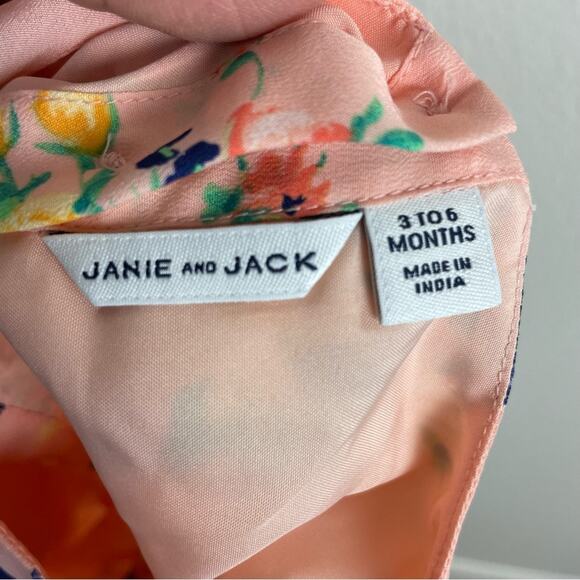 JANIE AND JACK
3 TO 6
MONTHS
MADE IN
INDIA